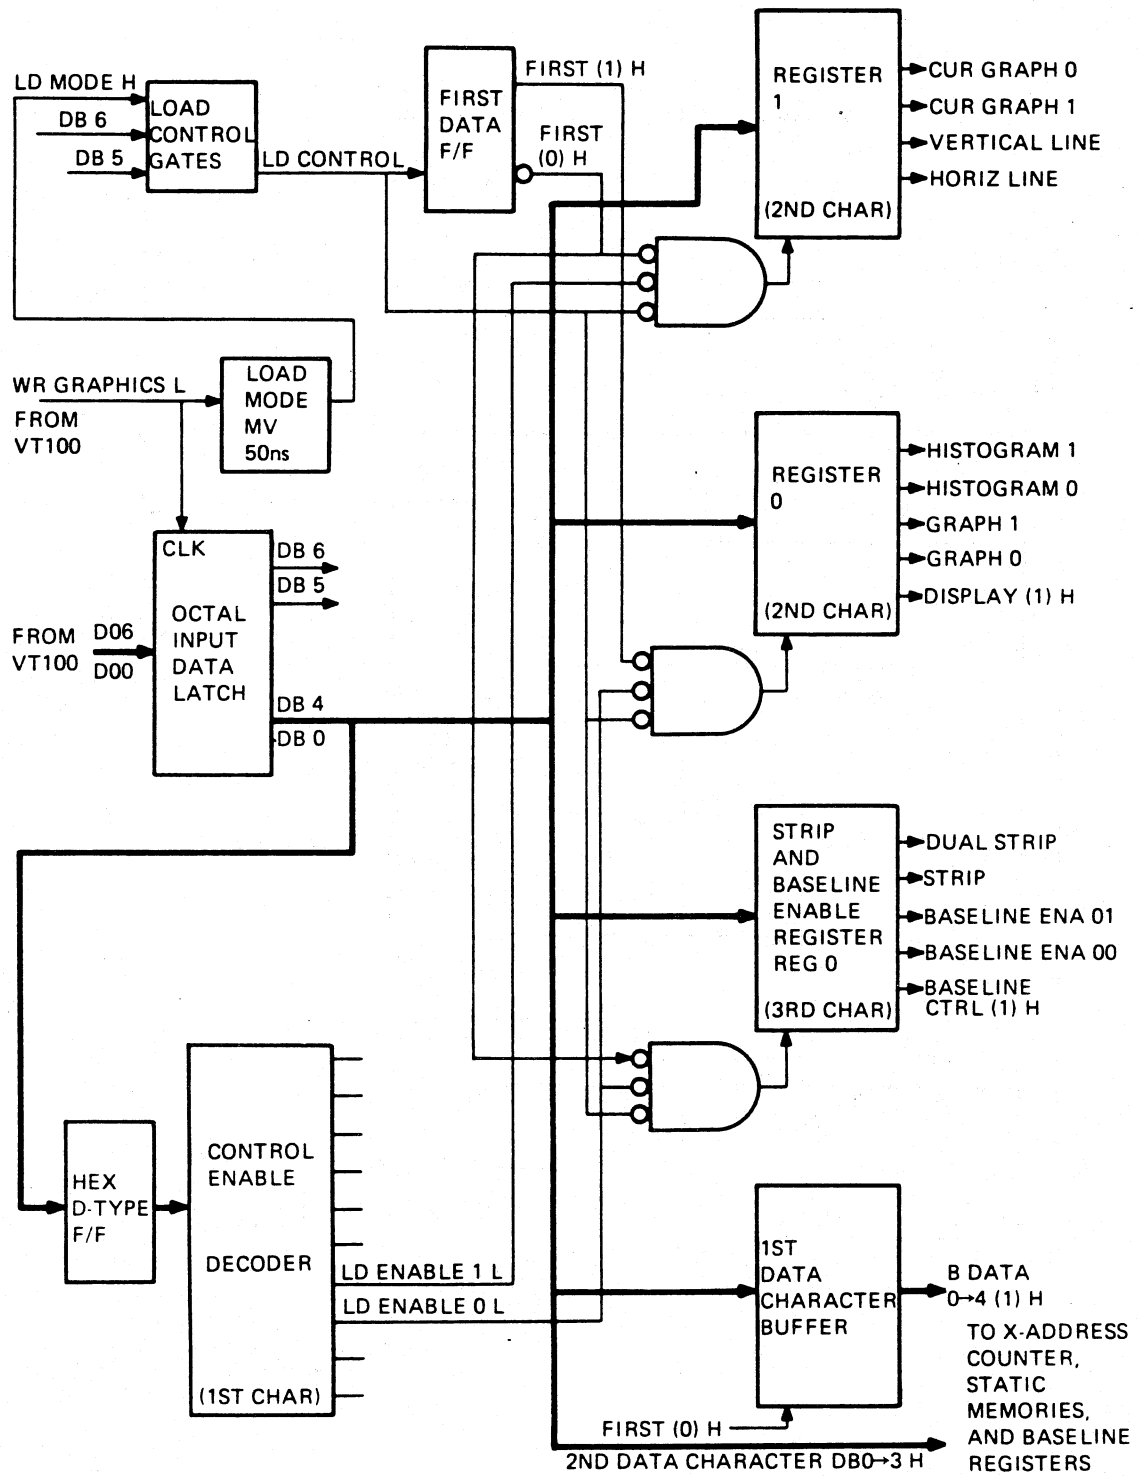 LD MODE H
DB 6
DB 5
LOAD
CONTROL
GATES
LD CONTROL
FIRST
DATA
F/F
FIRST (1) H
FIRST
(0) H
REGISTER
1
(2ND CHAR)
CUR GRAPH 0
CUR GRAPH 1
VERTICAL LINE
HORIZ LINE
WR GRAPHICS L
FROM
VT100
LOAD
MODE
MV
50ns
CLK
OCTAL
INPUT
DATA
LATCH
DB 6
DB 5
FROM
VT100
D06
D00
DB 4
DB 0
REGISTER
0
(2ND CHAR)
HISTOGRAM 1
HISTOGRAM 0
GRAPH 1
GRAPH 0
DISPLAY (1) H
STRIP
AND
BASELINE
ENABLE
REGISTER
REG 0
(3RD CHAR)
DUAL STRIP
STRIP
BASELINE ENA 01
BASELINE ENA 00
BASELINE
CTRL (1) H
HEX
D-TYPE
F/F
CONTROL
ENABLE
DECODER
(1ST CHAR)
LD ENABLE 1 L
LD ENABLE 0 L
1ST
DATA
CHARACTER
BUFFER
FIRST (0) H
B DATA
0→4 (1) H
TO X-ADDRESS
COUNTER,
STATIC
MEMORIES,
AND BASELINE
REGISTERS
2ND DATA CHARACTER DB0→3 H